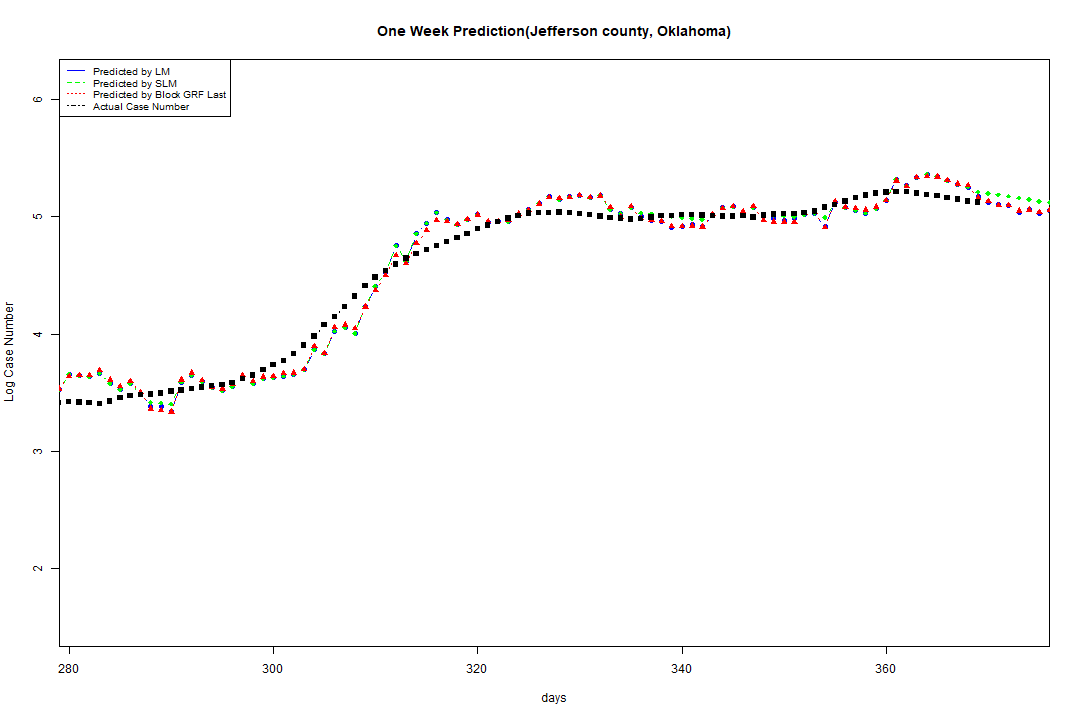 One Week Prediction(Jefferson county, Oklahoma)
Predicted by LM
Predicted by SLM
Predicted by Block GRF Last
Actual Case Number
6
5
4
3
2
Log Case Number
280 300 320 340 360
days